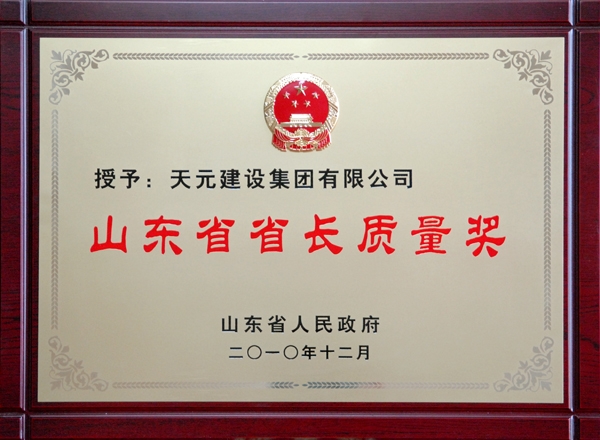 授予：天元建设集团有限公司
山东省省长质量奖
山东省人民政府
二〇一〇年十二月